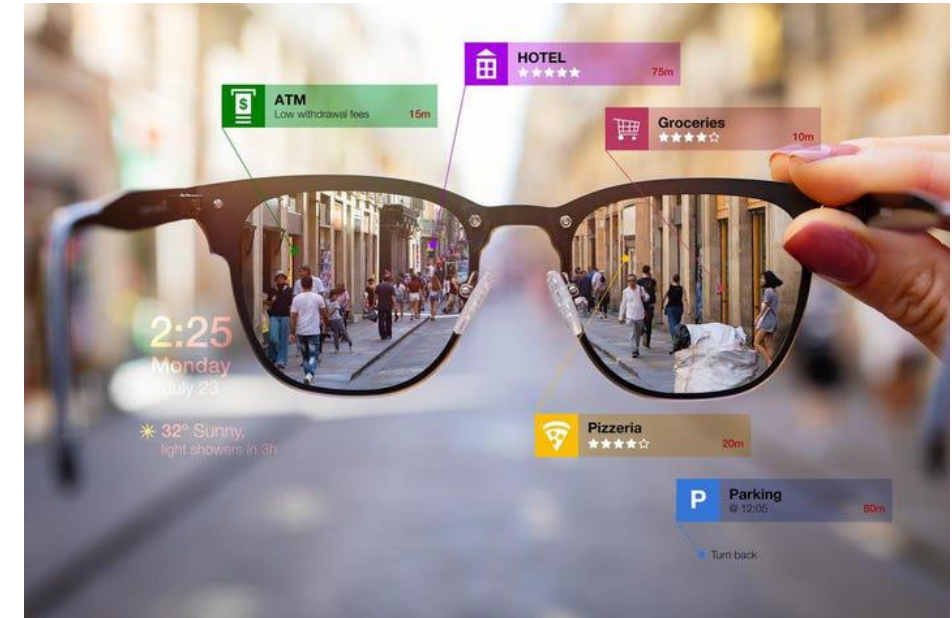 HOTEL
75m
ATM
Low withdrawal fees
15m
Groceries
10m
2:25
Monday
July 23
32° Sunny,
light showers in 3h
Pizzeria
20m
P
Parking
@ 12:05
80m
Turn back